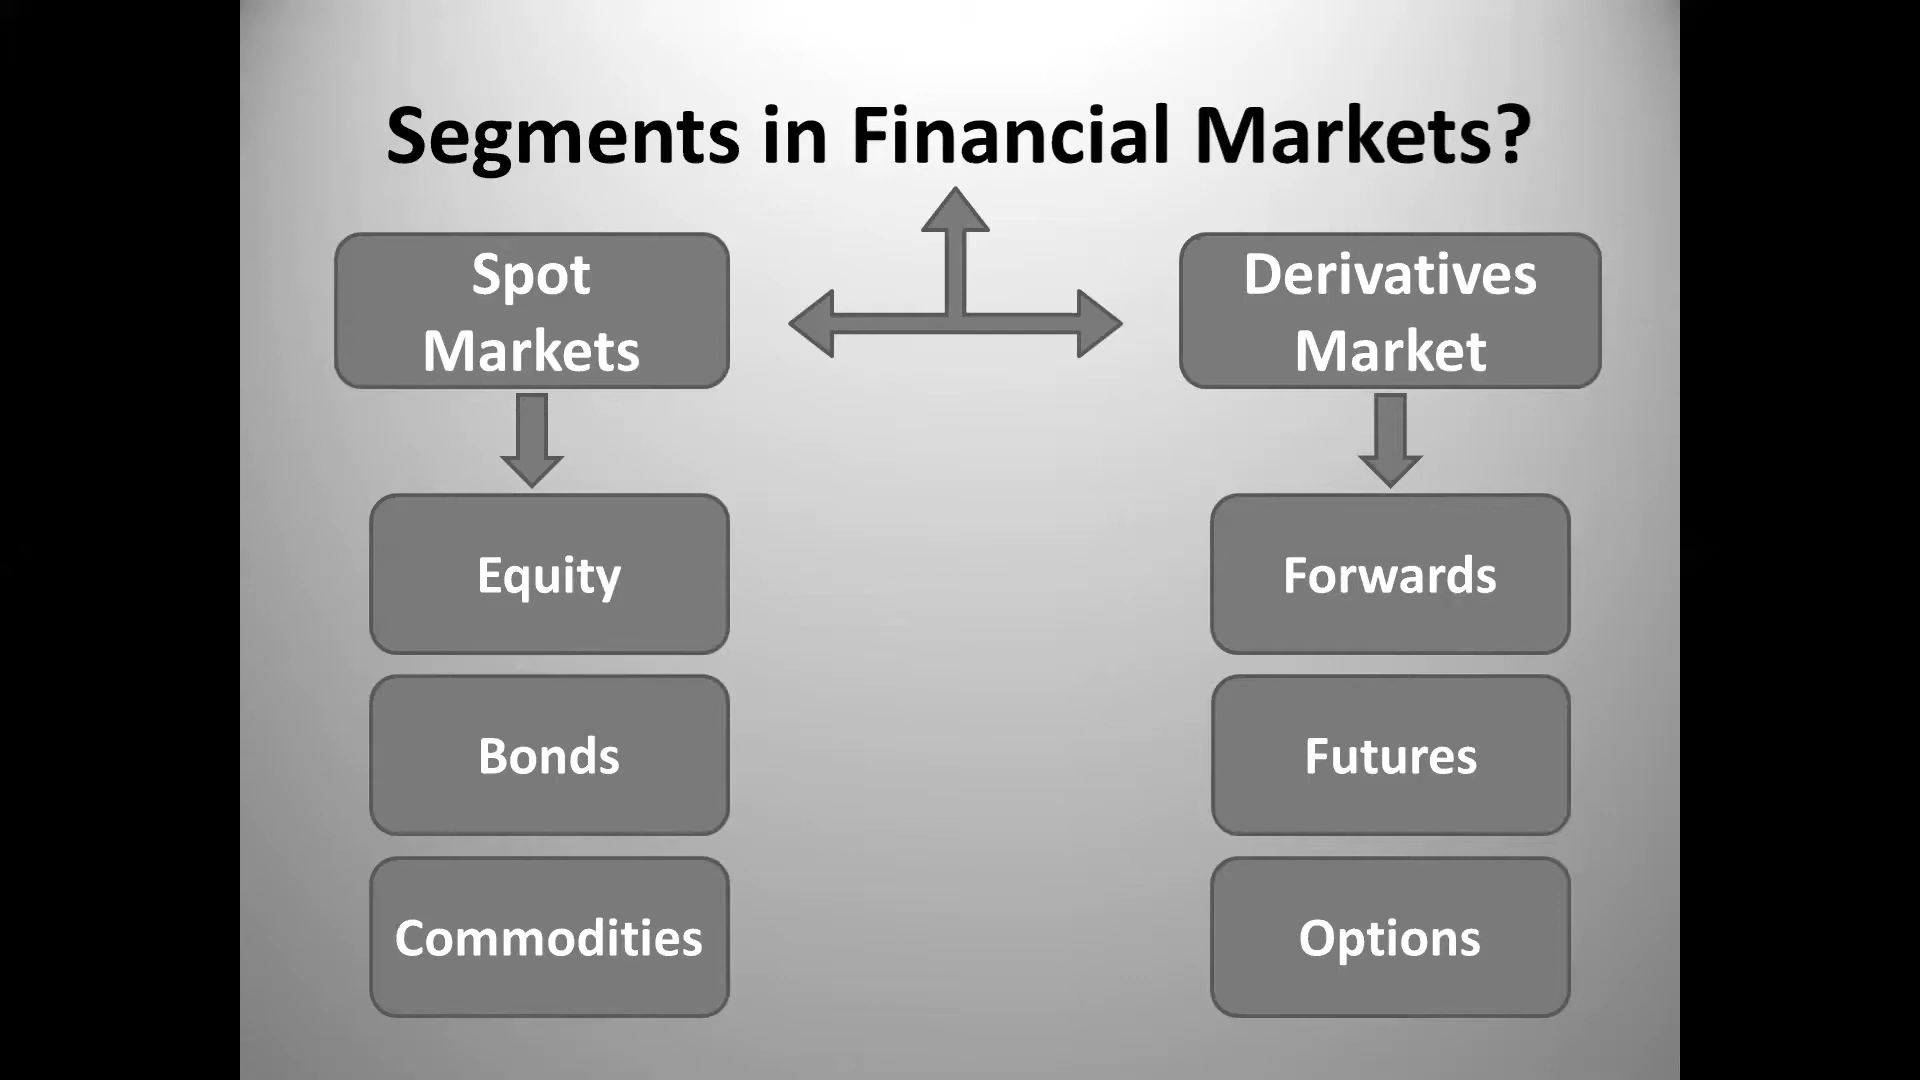 Segments in Financial Markets?
Spot
Markets
Derivatives
Market
Equity
Forwards
Bonds
Futures
Commodities
Options